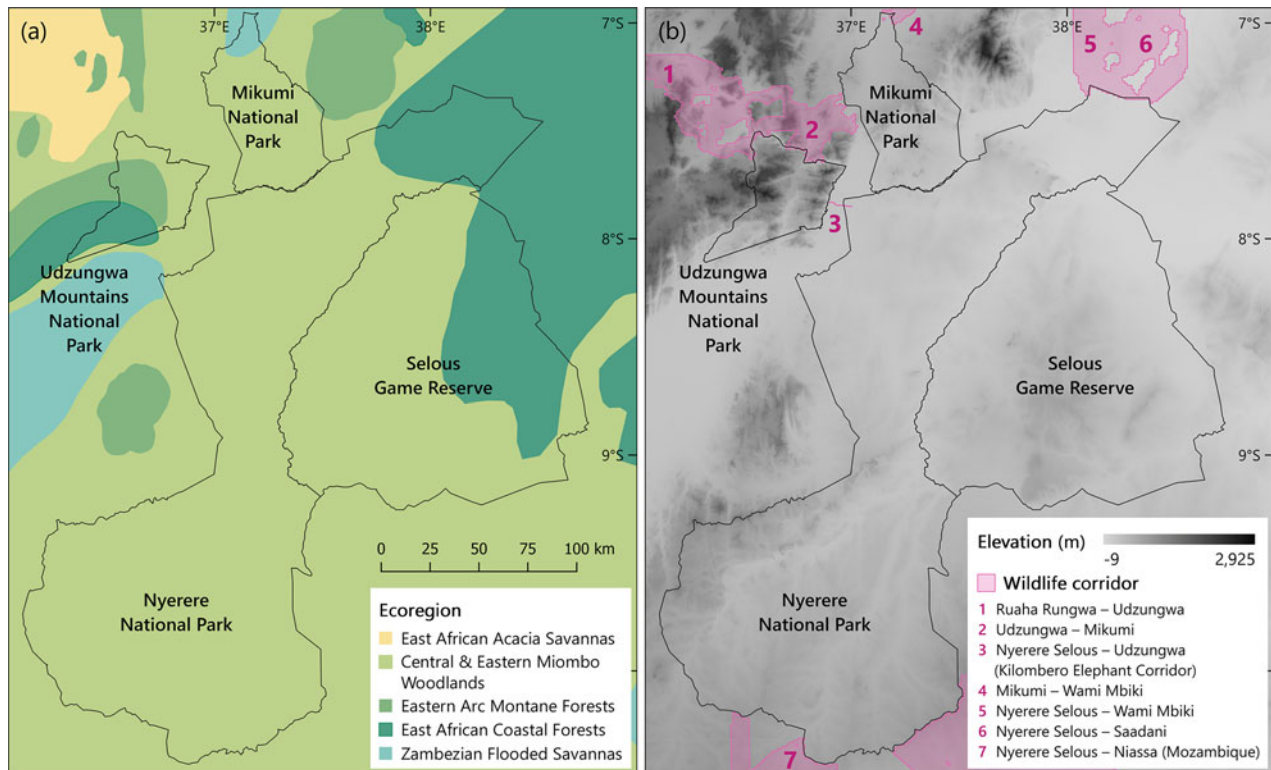 (a)
37°E
38°E
Mikumi
National
Park
Udzungwa
Mountains
National
Park
Selous
Game Reserve
Nyerere
National Park
0 25 50 75 100 km
Ecoregion
East African Acacia Savannas
Central & Eastern Miombo
Woodlands
Eastern Arc Montane Forests
East African Coastal Forests
Zambezian Flooded Savannas
(b)
37°E
38°E
7°S
8°S
9°S
1
2
3
4
5
6
7
Mikumi
National
Park
Udzungwa
Mountains
National
Park
Selous
Game Reserve
Nyerere
National Park
Elevation (m)
-9 2,925
Wildlife corridor
1 Ruaha Rungwa – Udzungwa
2 Udzungwa – Mikumi
3 Nyerere Selous – Udzungwa
(Kilombero Elephant Corridor)
4 Mikumi – Wami Mbiki
5 Nyerere Selous – Wami Mbiki
6 Nyerere Selous – Saadani
7 Nyerere Selous – Niassa (Mozambique)